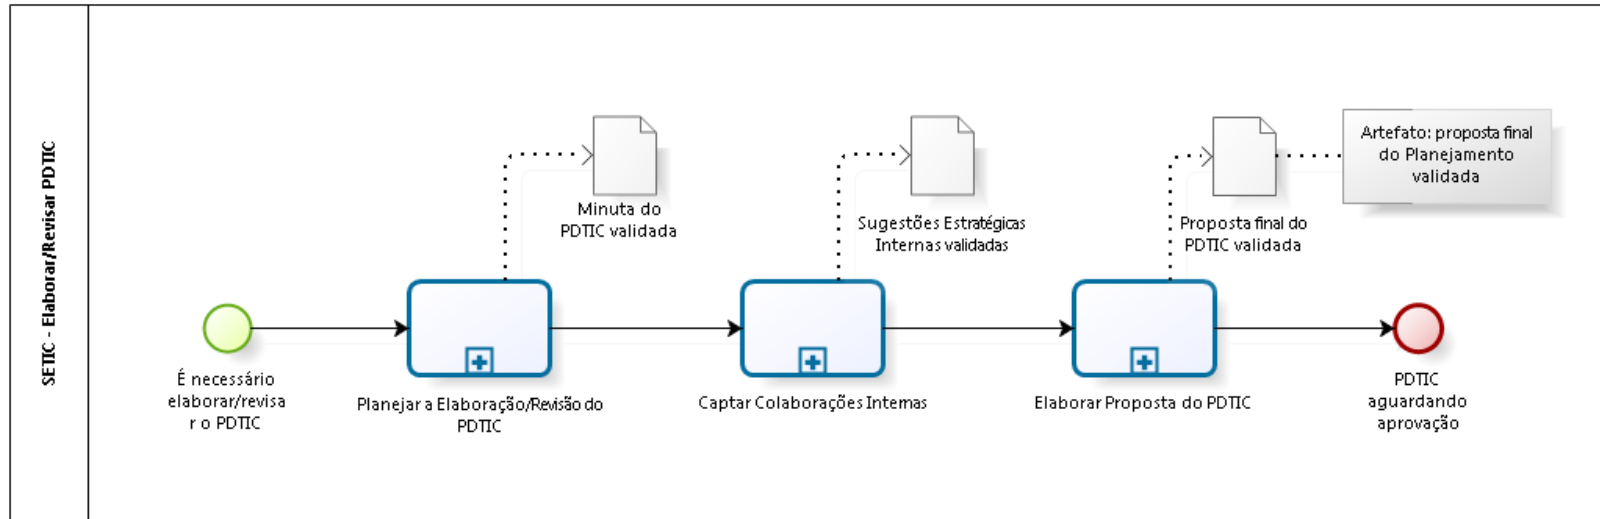 SETIC - Elaborar/Revisar PDTIC
Minuta do
PDTIC validada
Sugestões Estratégicas
Internas validadas
Proposta final do
PDTIC validada
Artefato: proposta final
do Planejamento
validada
É necessário
elaborar/revisa
r o PDTIC
Planejar a Elaboração/Revisão do
PDTIC
Captar Colaborações Internas
Elaborar Proposta do PDTIC
PDTIC
aguardando
aprovação